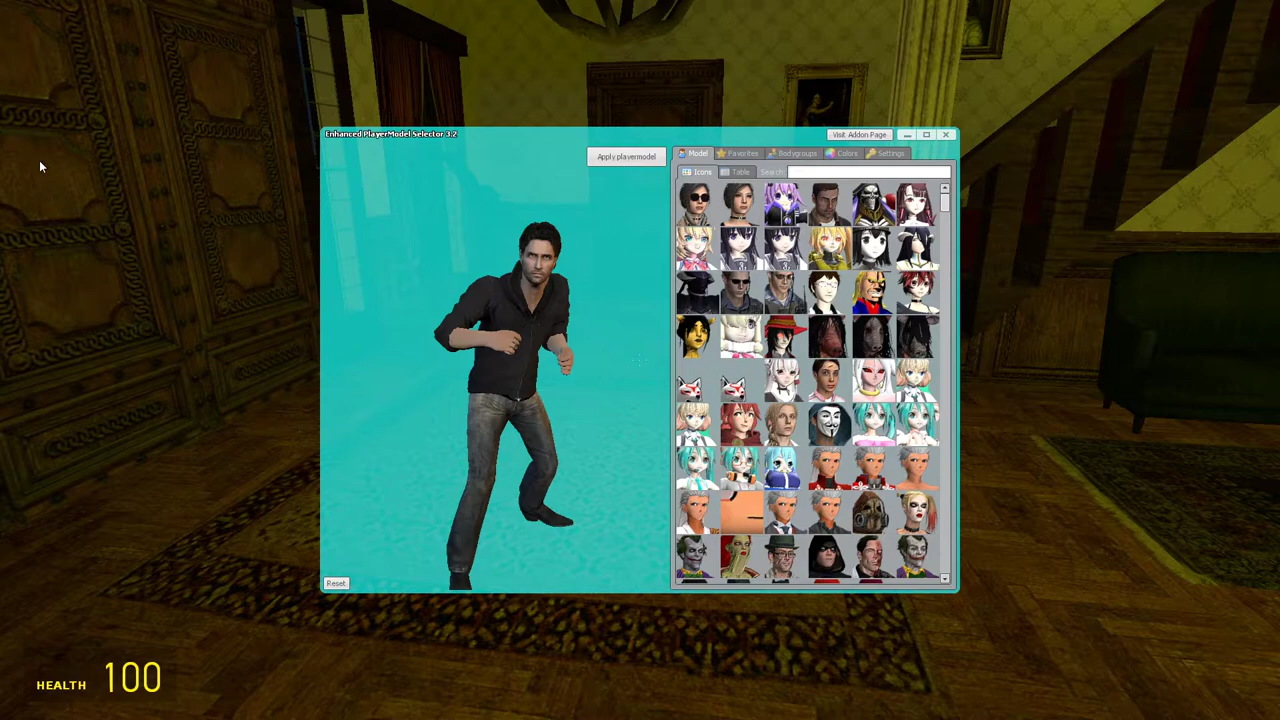 Enhanced PlayerModel Selector 3.2
Visit Addon Page
Apply playermodel
Model
Favorites
Bodygroups
Colors
Settings
Icons
Table
Search:
Reset
HEALTH 100